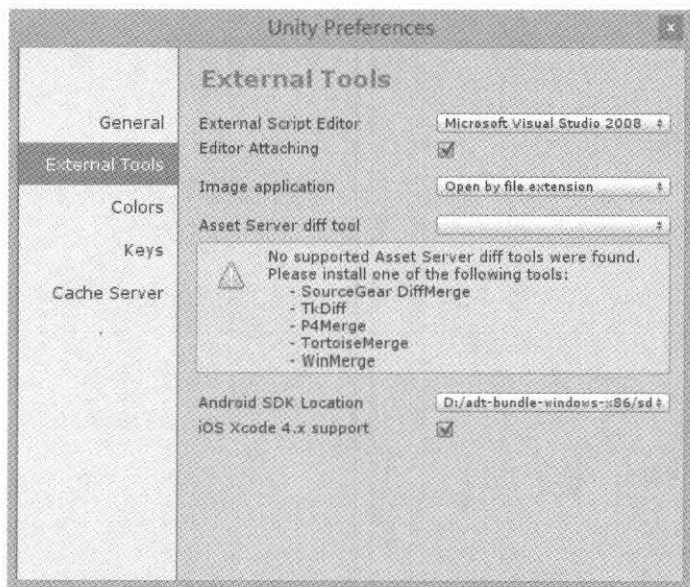 Unity Preferences
x
External Tools
General
External Tools
Colors
Keys
Cache Server
External Script Editor
Microsoft Visual Studio 2008
Editor Attaching
Image application
Open by file extension
Asset Server diff tool
No supported Asset Server diff tools were found.
Please install one of the following tools:
- SourceGear DiffMerge
- TkDiff
- P4Merge
- TortoiseMerge
- WinMerge
Android SDK Location
D:/adt-bundle-windows-x86/sd
iOS Xcode 4.x support